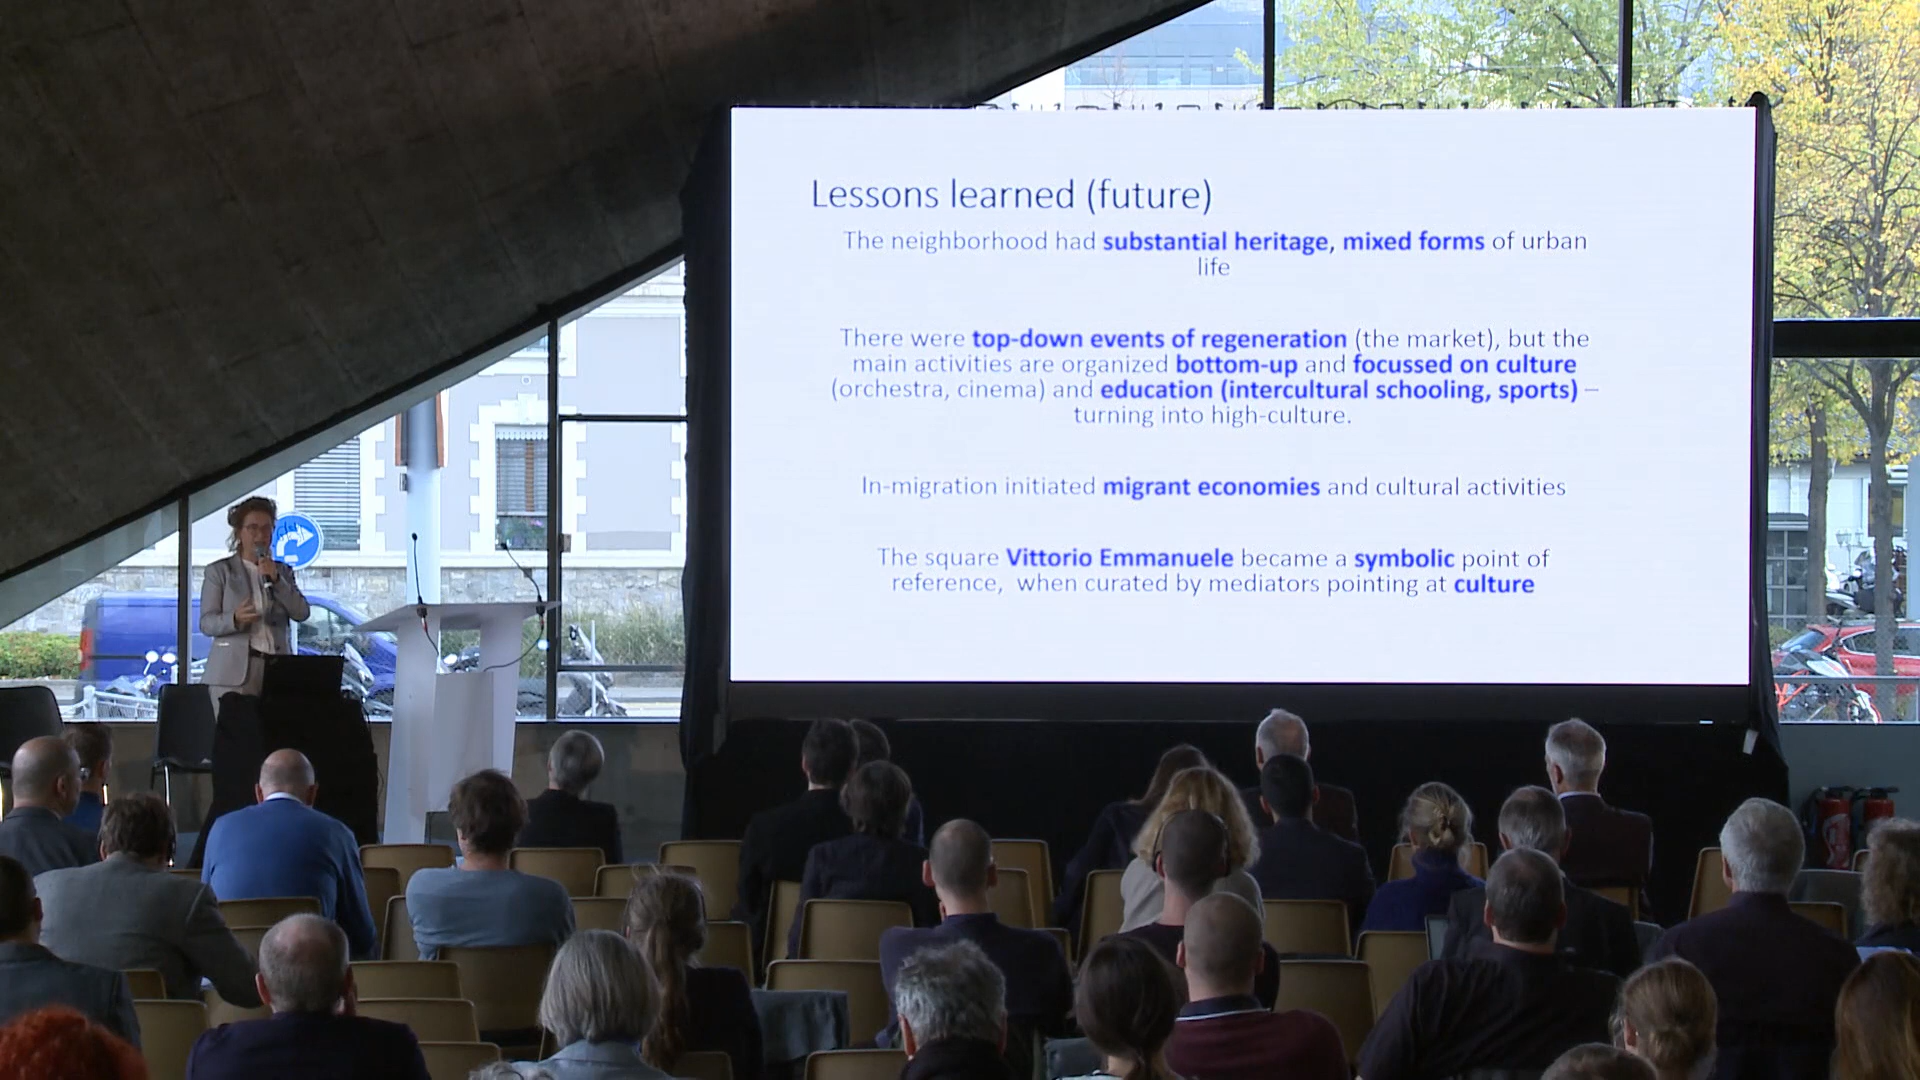 Lessons learned (future)
The neighborhood had substantial heritage, mixed forms of urban
life
There were top-down events of regeneration (the market), but the
main activities are organized bottom-up and focussed on culture
(orchestra, cinema) and education (intercultural schooling, sports) –
turning into high-culture.
In-migration initiated migrant economies and cultural activities
The square Vittorio Emmanuele became a symbolic point of
reference,  when curated by mediators pointing at culture